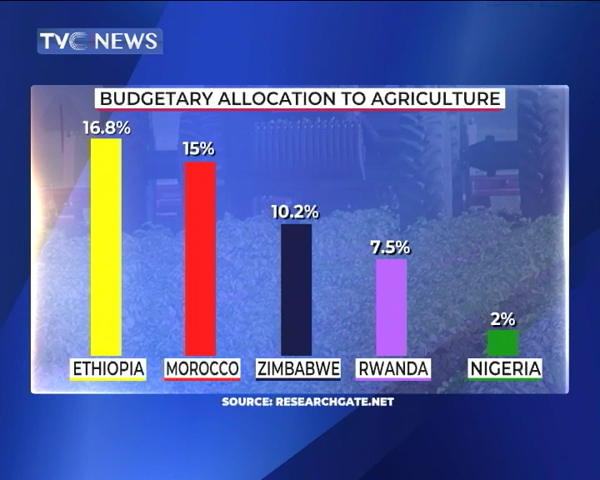 TVC NEWS
BUDGETARY ALLOCATION TO AGRICULTURE
16.8%
15%
10.2%
7.5%
2%
ETHIOPIA
MOROCCO
ZIMBABWE
RWANDA
NIGERIA
SOURCE: RESEARCHGATE.NET